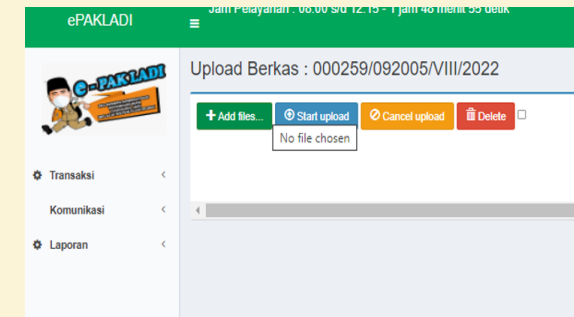 ePAKLADI
Jam Pelayanan : 08.00 s/d 12.15 - 1 jam 48 menit 55 detik
e-PAKLADI
Upload Berkas : 000259/092005/VIII/2022
Add files... Start upload Cancel upload Delete
No file chosen
Transaksi
Komunikasi
Laporan